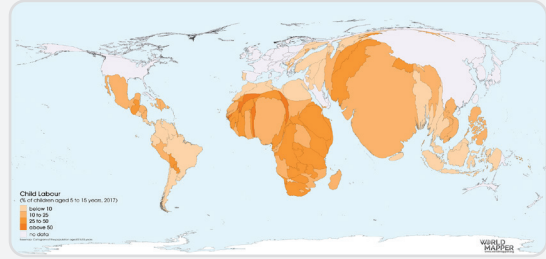 Child Labour
(% of children aged 5 to 15 years, 2017)
below 10
10 to 25
25 to 50
above 50
no data
WORLD
MAPPER